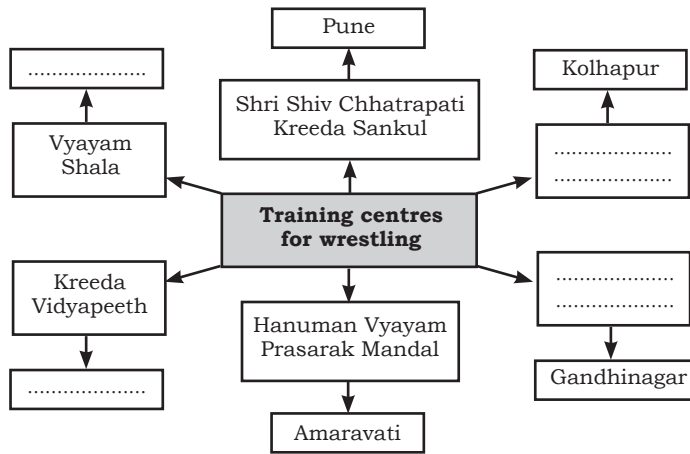 Pune
....................
Kolhapur
Shri Shiv Chhatrapati
Kreeda Sankul
Vyayam
Shala
....................
....................
Training centres
for wrestling
Kreeda
Vidyapeeth
....................
....................
Hanuman Vyayam
Prasarak Mandal
Gandhinagar
....................
Amaravati